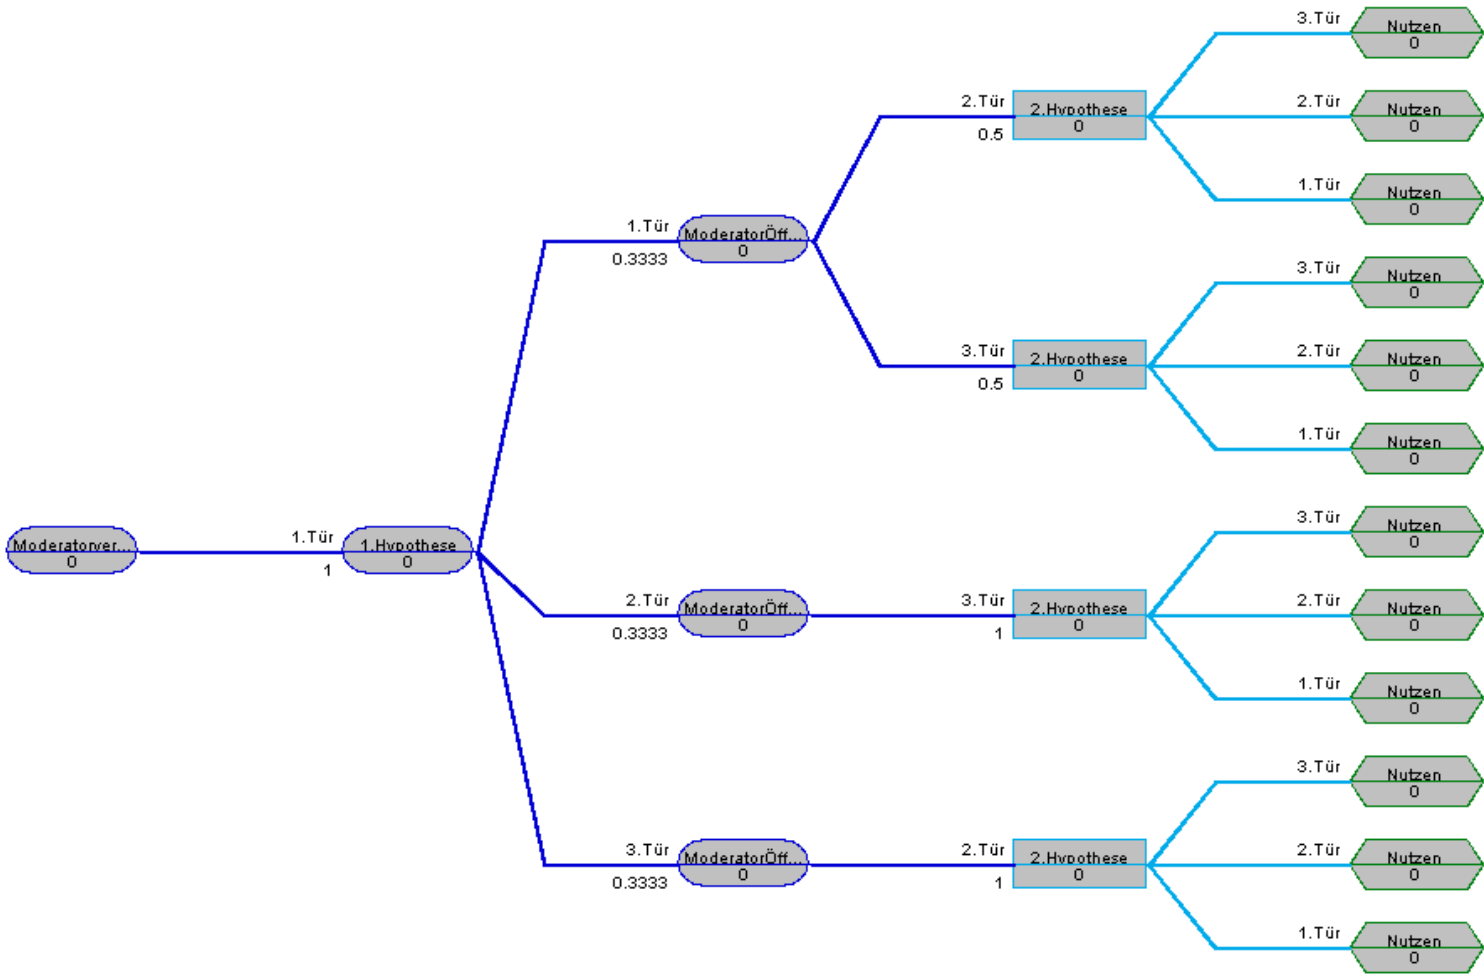 3.Tür
Nutzen
0
2.Tür
2.Hypothese
0
0.5
2.Tür
Nutzen
0
1.Tür
Nutzen
0
1.Tür
ModeratorÖff...
0
0.3333
3.Tür
Nutzen
0
3.Tür
2.Hypothese
0
0.5
2.Tür
Nutzen
0
1.Tür
Nutzen
0
Moderatorver...
0
1.Tür
1
1.Hypothese
0
3.Tür
Nutzen
0
2.Tür
0.3333
ModeratorÖff...
0
3.Tür
1
2.Hypothese
0
2.Tür
Nutzen
0
1.Tür
Nutzen
0
3.Tür
Nutzen
0
3.Tür
0.3333
ModeratorÖff...
0
2.Tür
1
2.Hypothese
0
2.Tür
Nutzen
0
1.Tür
Nutzen
0